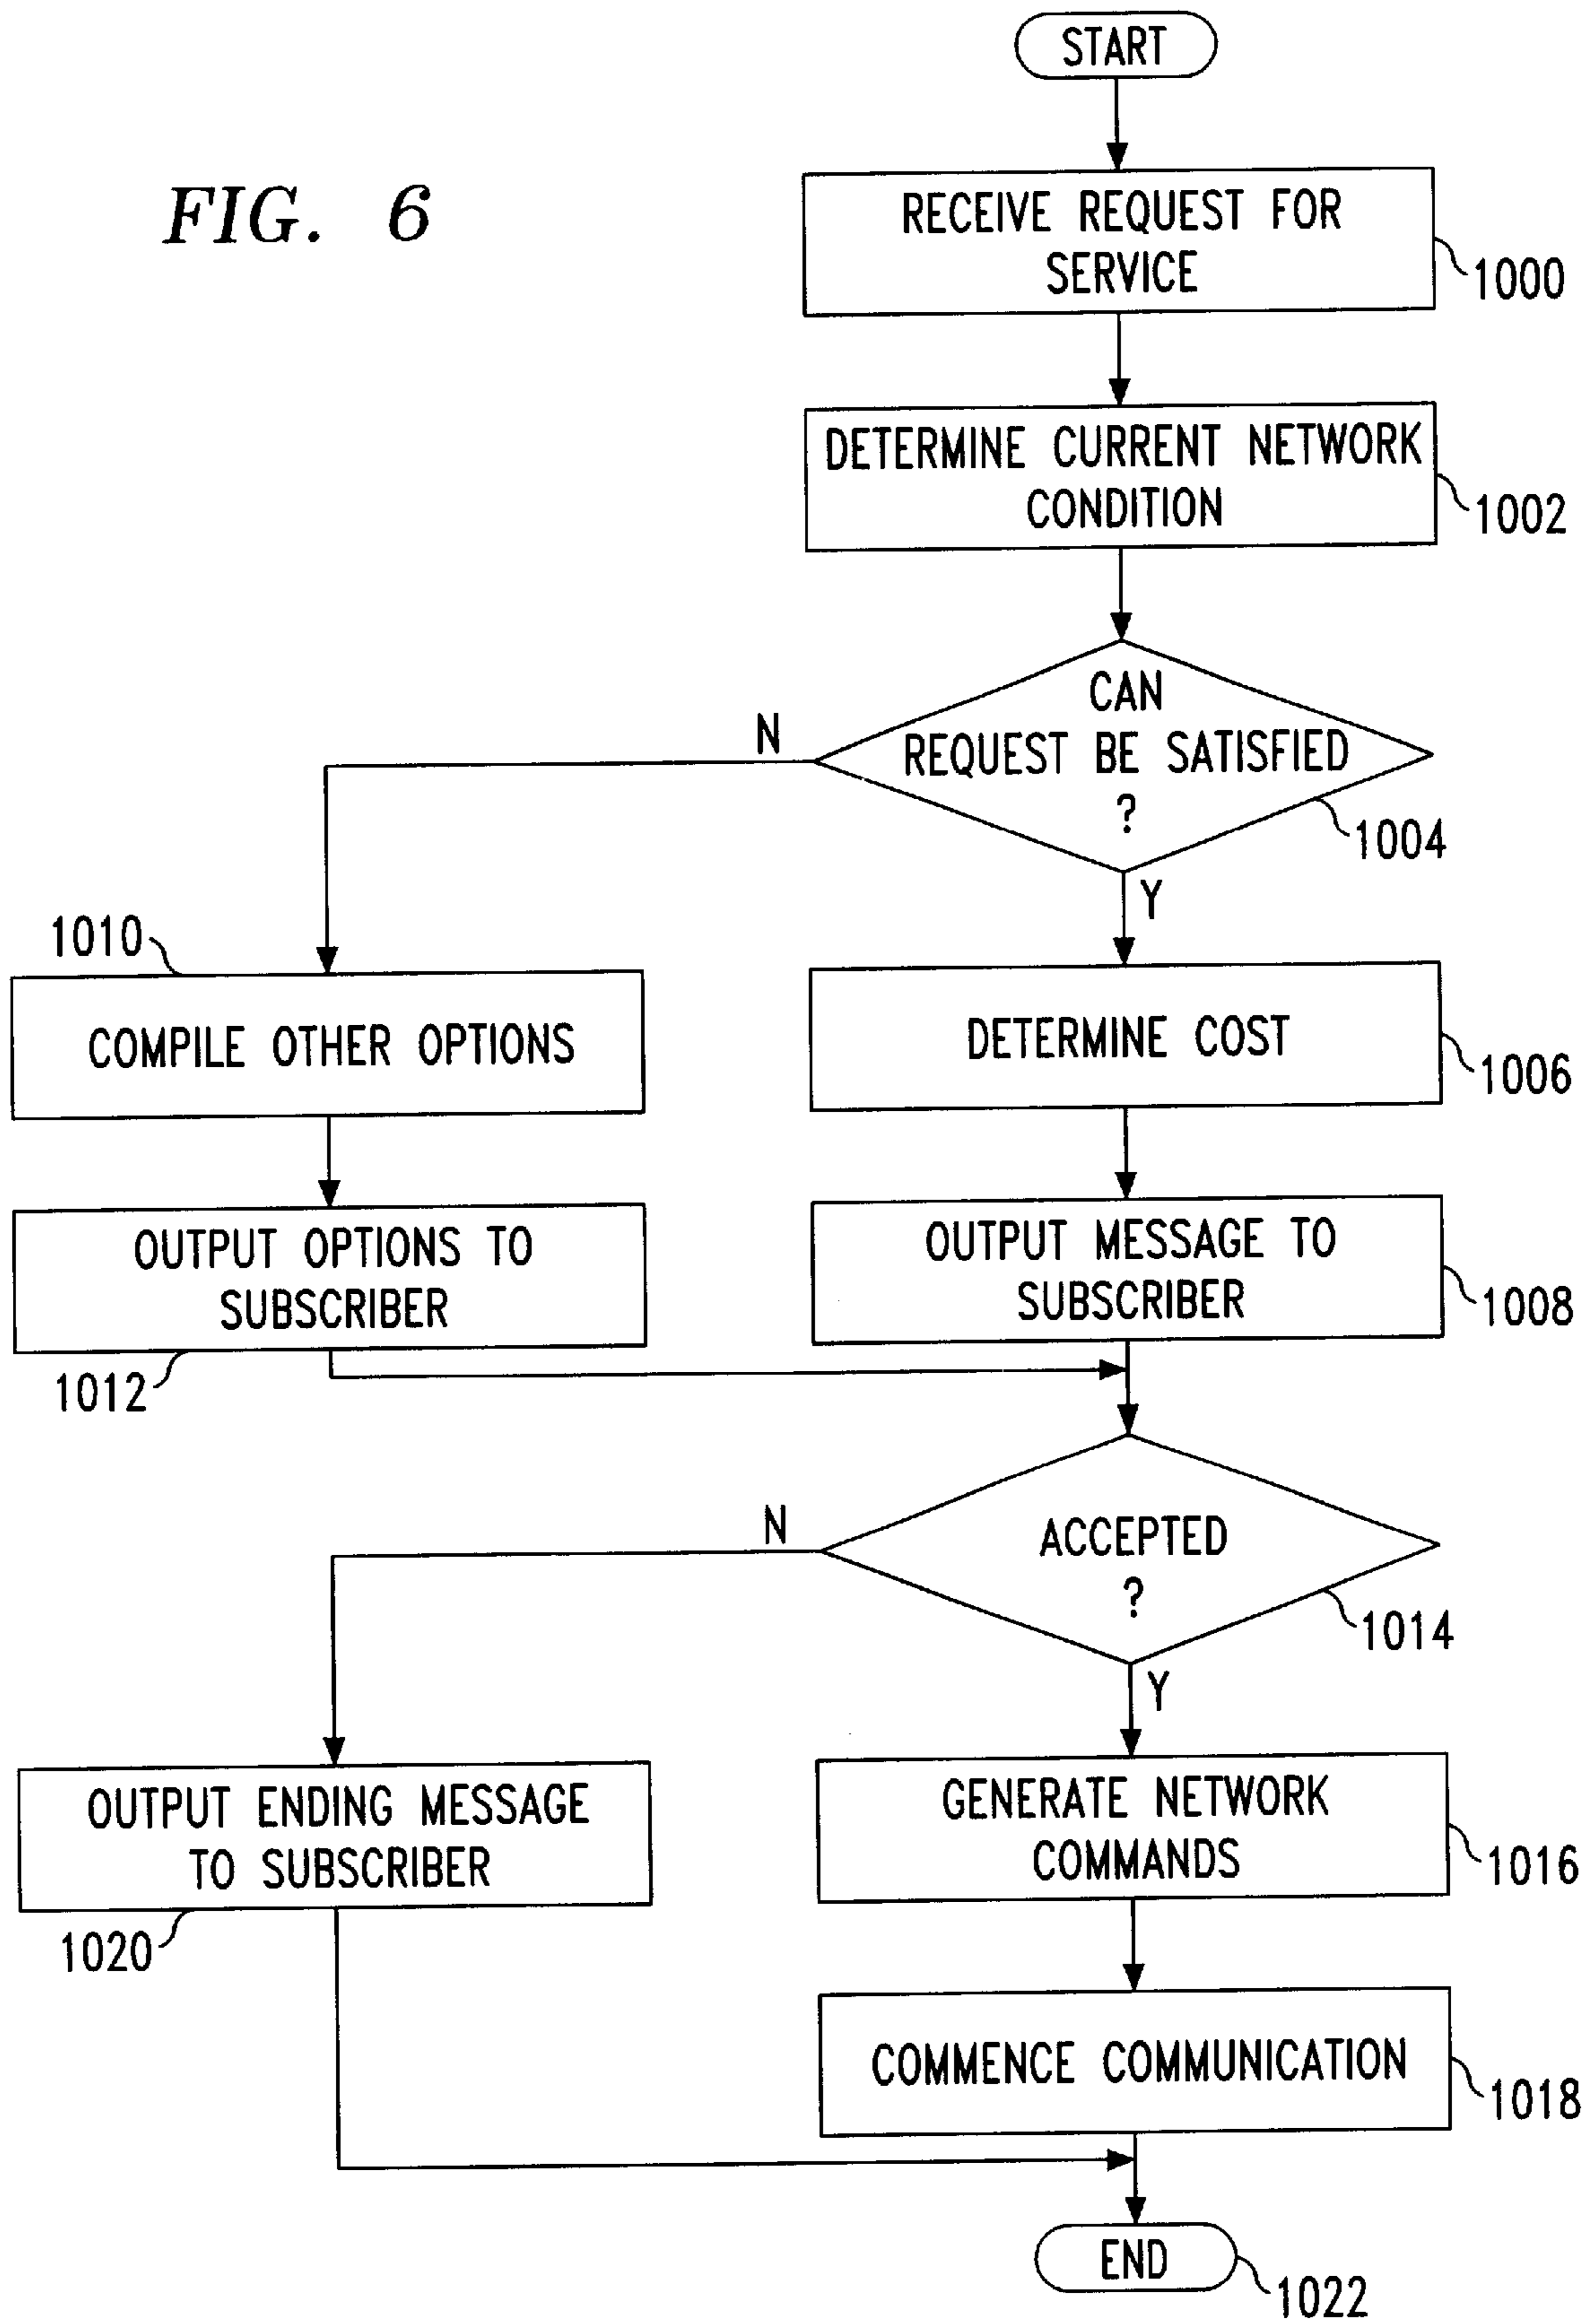 START
FIG. 6
RECEIVE REQUEST FOR
SERVICE
1000
DETERMINE CURRENT NETWORK
CONDITION
1002
CAN
REQUEST BE SATISFIED
?
1004
N
Y
1010
COMPILE OTHER OPTIONS
DETERMINE COST
1006
OUTPUT OPTIONS TO
SUBSCRIBER
1012
OUTPUT MESSAGE TO
SUBSCRIBER
1008
ACCEPTED
?
1014
N
Y
OUTPUT ENDING MESSAGE
TO SUBSCRIBER
1020
GENERATE NETWORK
COMMANDS
1016
COMMENCE COMMUNICATION
1018
END
1022